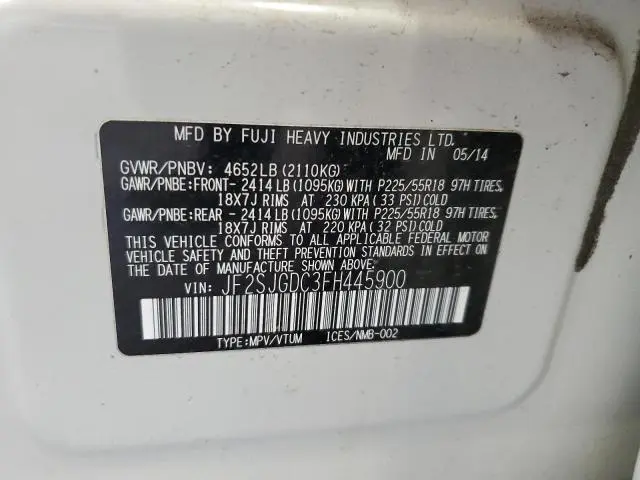 MFD BY FUJI HEAVY INDUSTRIES LTD.
MFD IN 05/14
GVWR/PNBV: 4652LB (2110KG)
GAWR/PNBE: FRONT- 2414 LB (1095KG) WITH P225/55R18 97H TIRES,
18X7J RIMS AT 230 KPA (33 PSI) COLD
GAWR/PNBE: REAR - 2414 LB (1095KG) WITH P225/55R18 97H TIRES,
18X7J RIMS AT 220 KPA (32 PSI) COLD
THIS VEHICLE CONFORMS TO ALL APPLICABLE FEDERAL MOTOR
VEHICLE SAFETY AND THEFT PREVENTION STANDARDS IN EFFECT ON
THE DATE OF MANUFACTURE SHOWN ABOVE.
VIN: JF2SJGDC3FH445900
TYPE: MPV/VTUM ICES/NMB-002